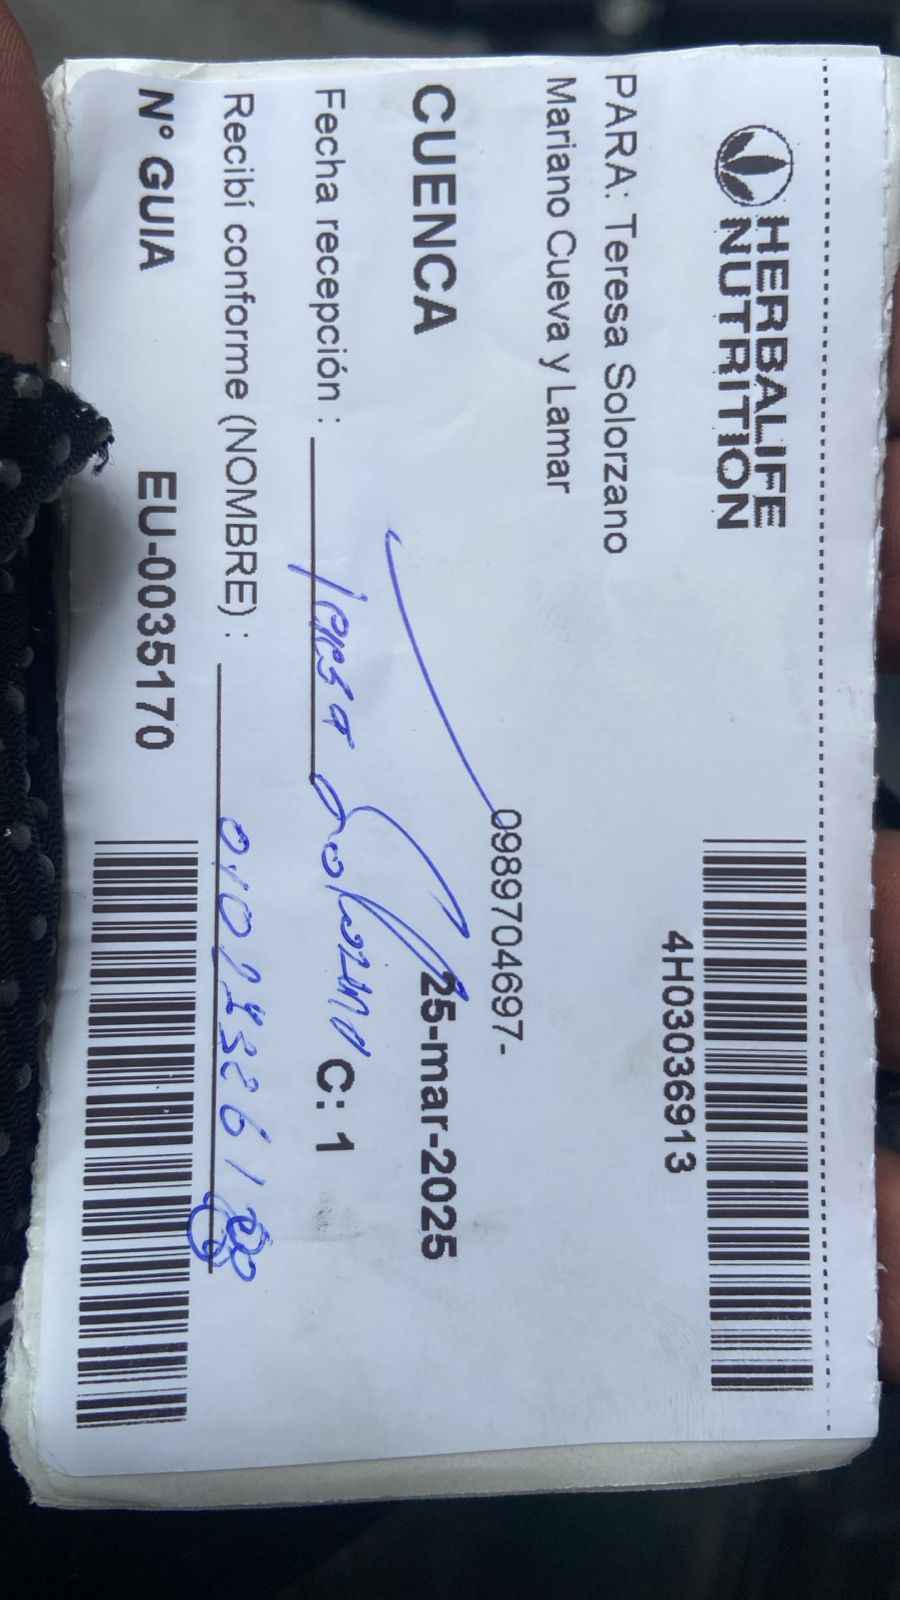 HERBALIFE
NUTRITION
4H03036913
PARA: Teresa Solorzano
Mariano Cueva y Lamar
0989704697-
CUENCA 25-mar-2025
Fecha recepción : Teresa Solorzano C: 1
Recibí conforme (NOMBRE) :
N° GUIA EU-0035170